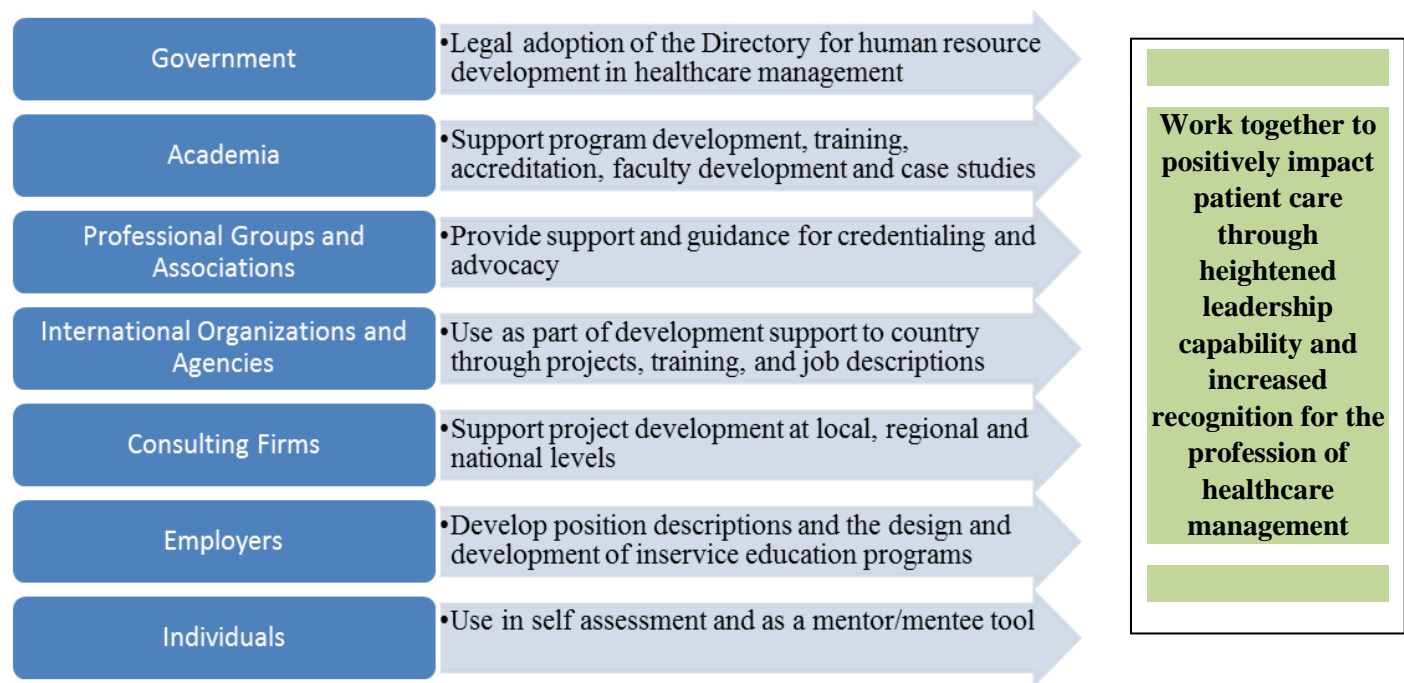 Government
•Legal adoption of the Directory for human resource
development in healthcare management
Academia
•Support program development, training,
accreditation, faculty development and case studies
Professional Groups and
Associations
•Provide support and guidance for credentialing and
advocacy
International Organizations and
Agencies
•Use as part of development support to country
through projects, training, and job descriptions
Consulting Firms
•Support project development at local, regional and
national levels
Employers
•Develop position descriptions and the design and
development of inservice education programs
Individuals
•Use in self assessment and as a mentor/mentee tool
Work together to
positively impact
patient care
through
heightened
leadership
capability and
increased
recognition for the
profession of
healthcare
management